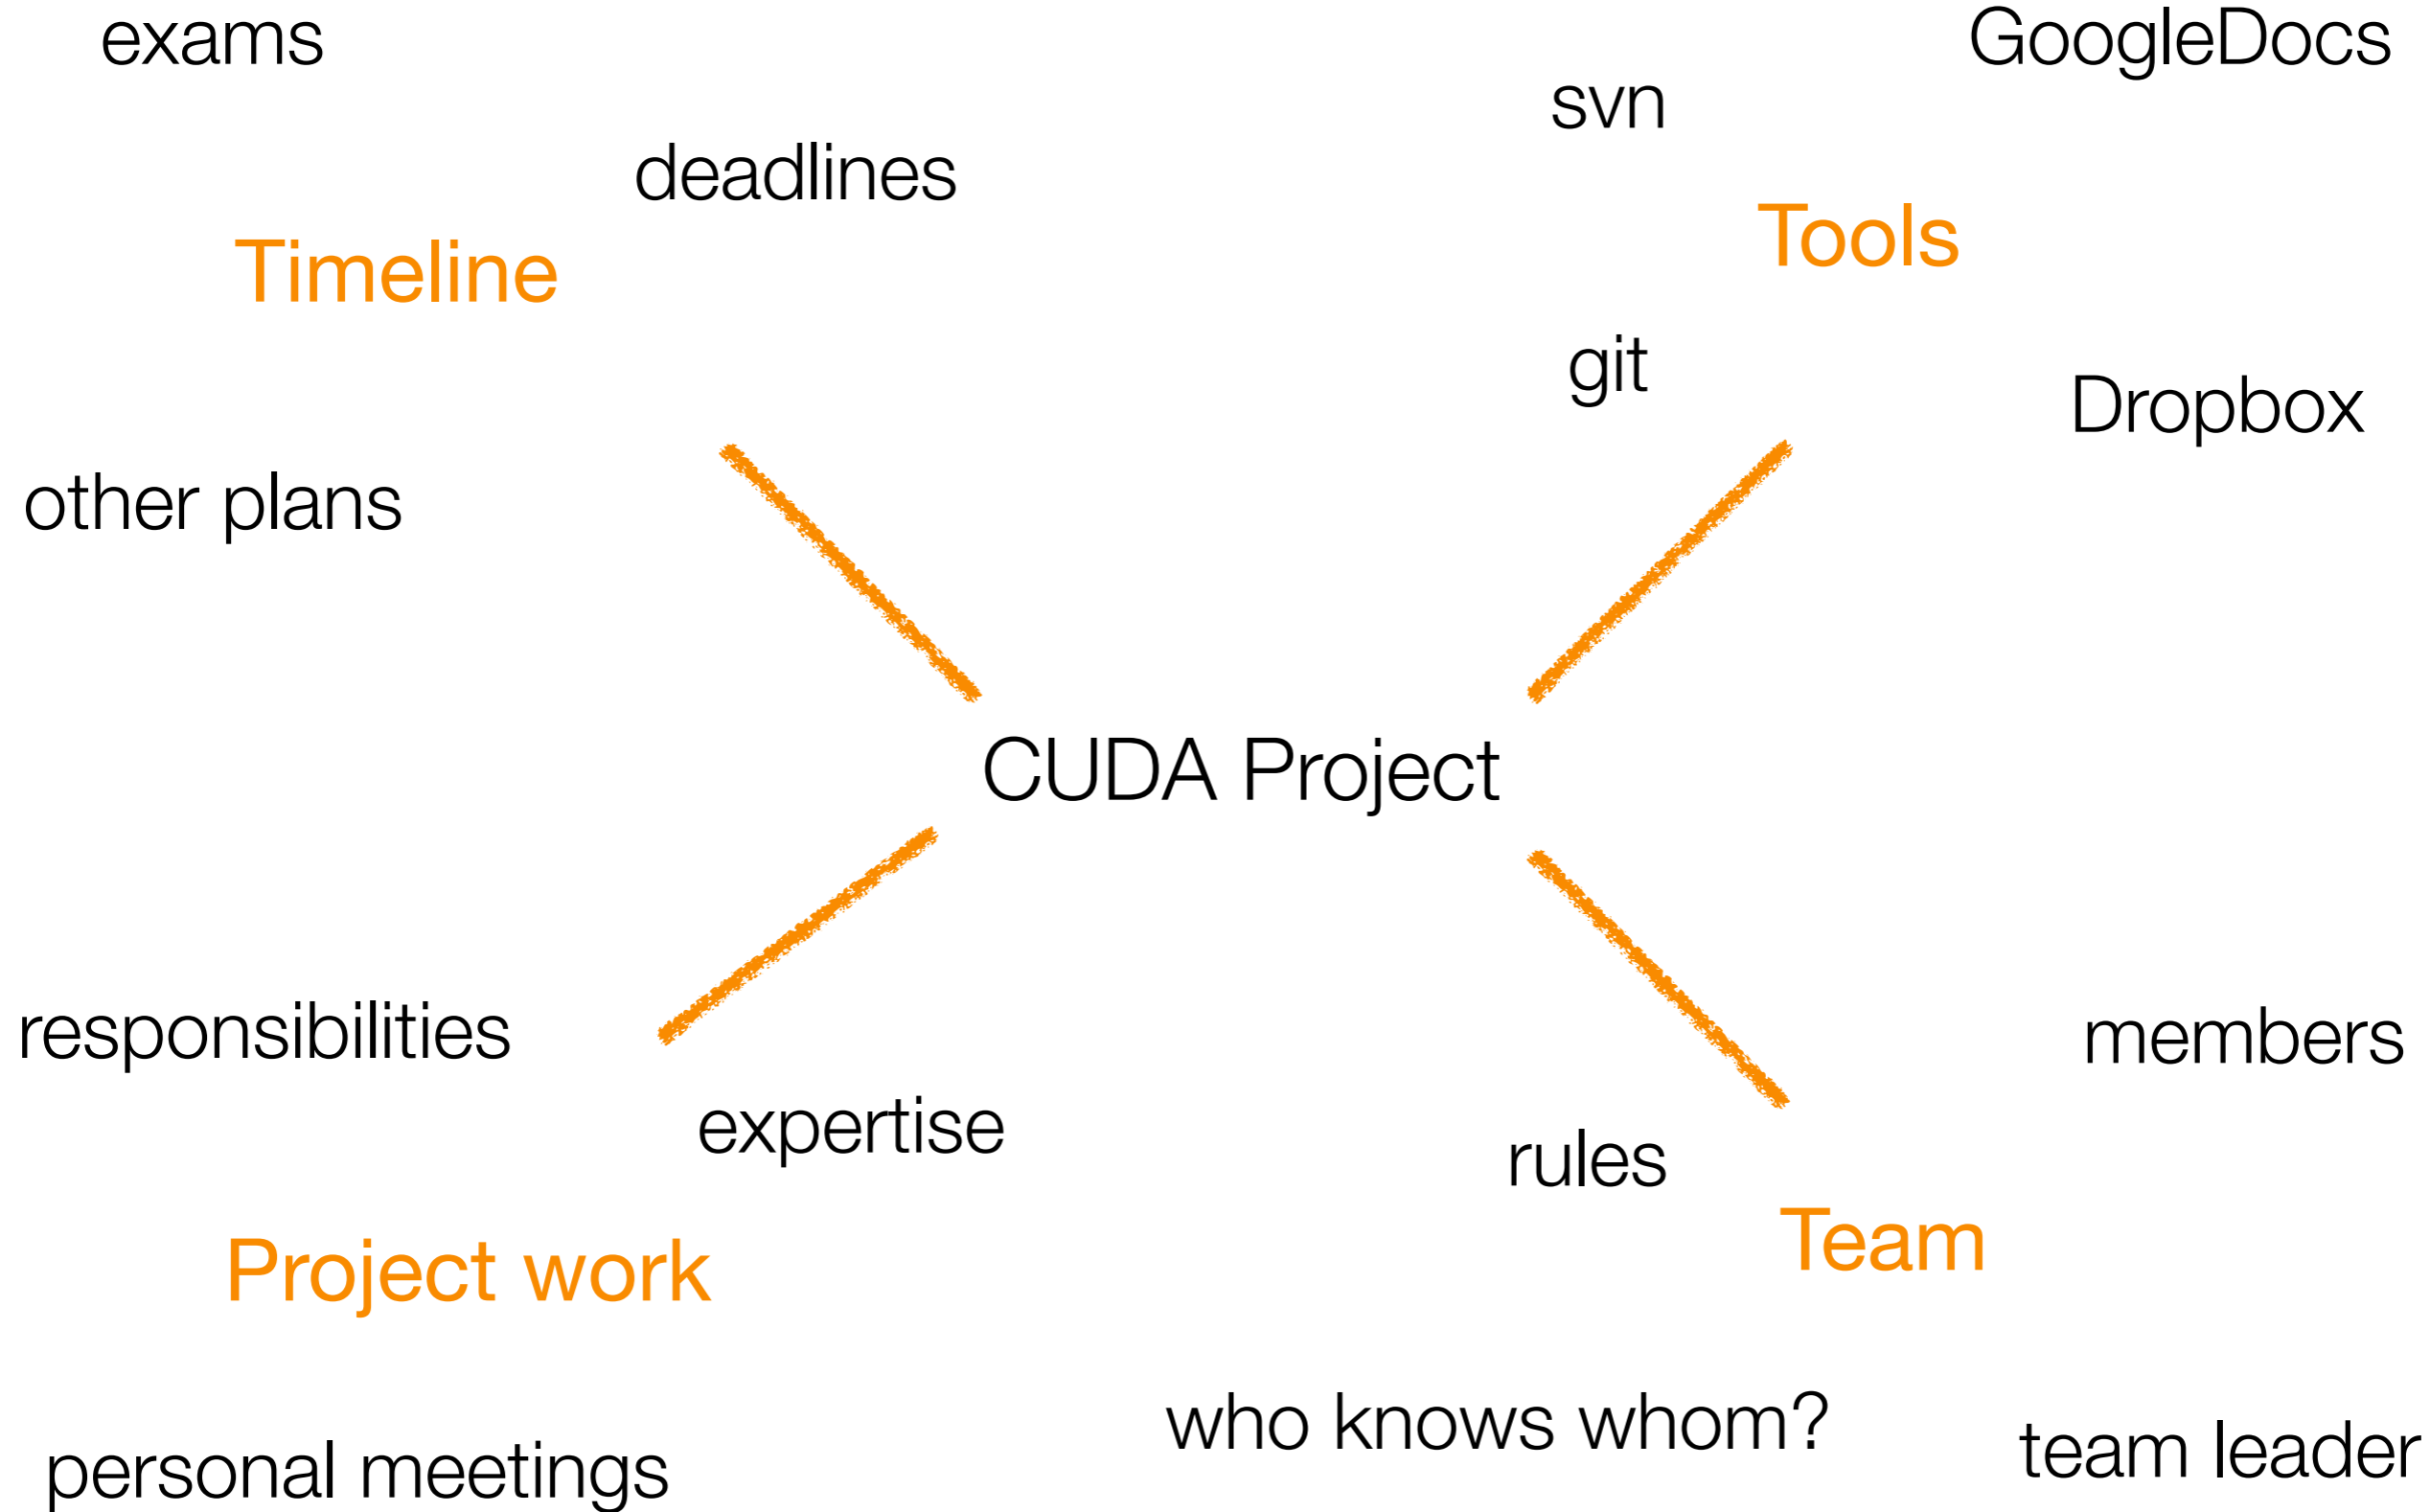 exams
GoogleDocs
svn
deadlines
Tools
Timeline
git
Dropbox
other plans
CUDA Project
responsibilities
members
expertise
rules
Team
Project work
who knows whom?
team leader
personal meetings